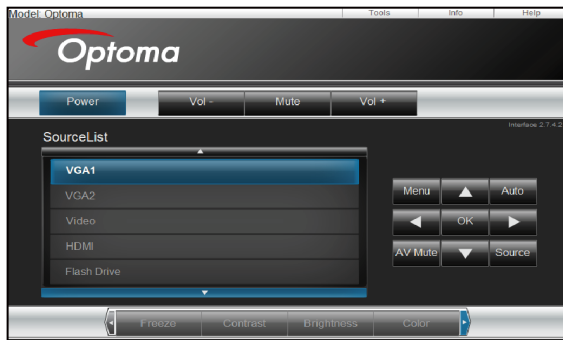 Model: Optoma
Tools Info Help
Optoma
Power Vol - Mute Vol +
Interface 2.7.4.2
SourceList
VGA1
VGA2
Video
HDMI
Flash Drive
Menu Auto
OK
AV Mute Source
Freeze Contrast Brightness Color